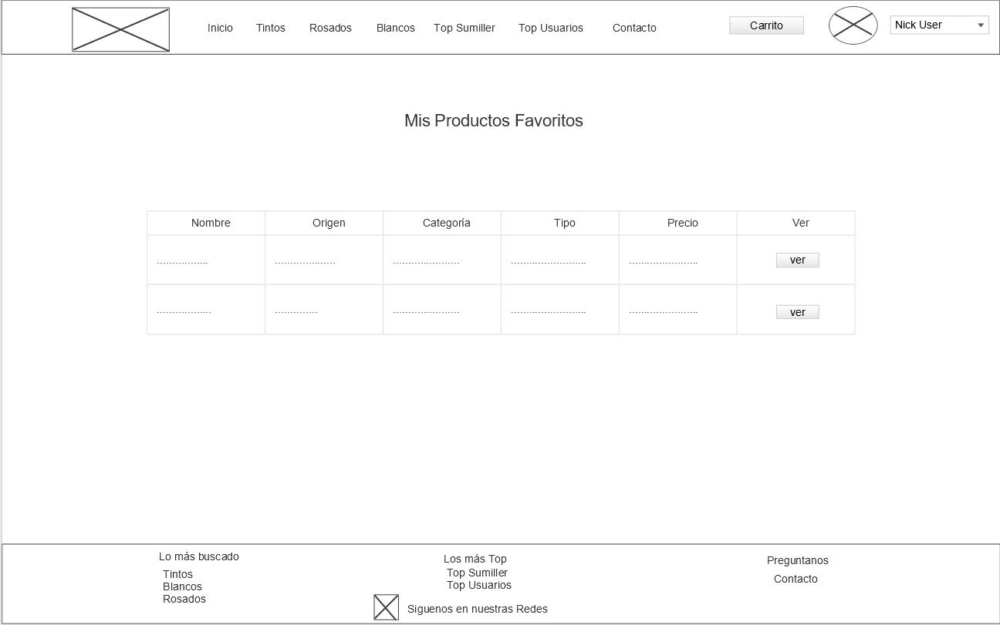 Inicio Tintos Rosados Blancos Top Sumiller Top Usuarios Contacto Carrito Nick User
Mis Productos Favoritos
Nombre Origen Categoría Tipo Precio Ver
................. .................... ...................... ......................... ....................... ver
.................. .............. ...................... ......................... ....................... ver
Lo más buscado
Tintos
Blancos
Rosados
Los más Top
Top Sumiller
Top Usuarios
Siguenos en nuestras Redes
Preguntanos
Contacto